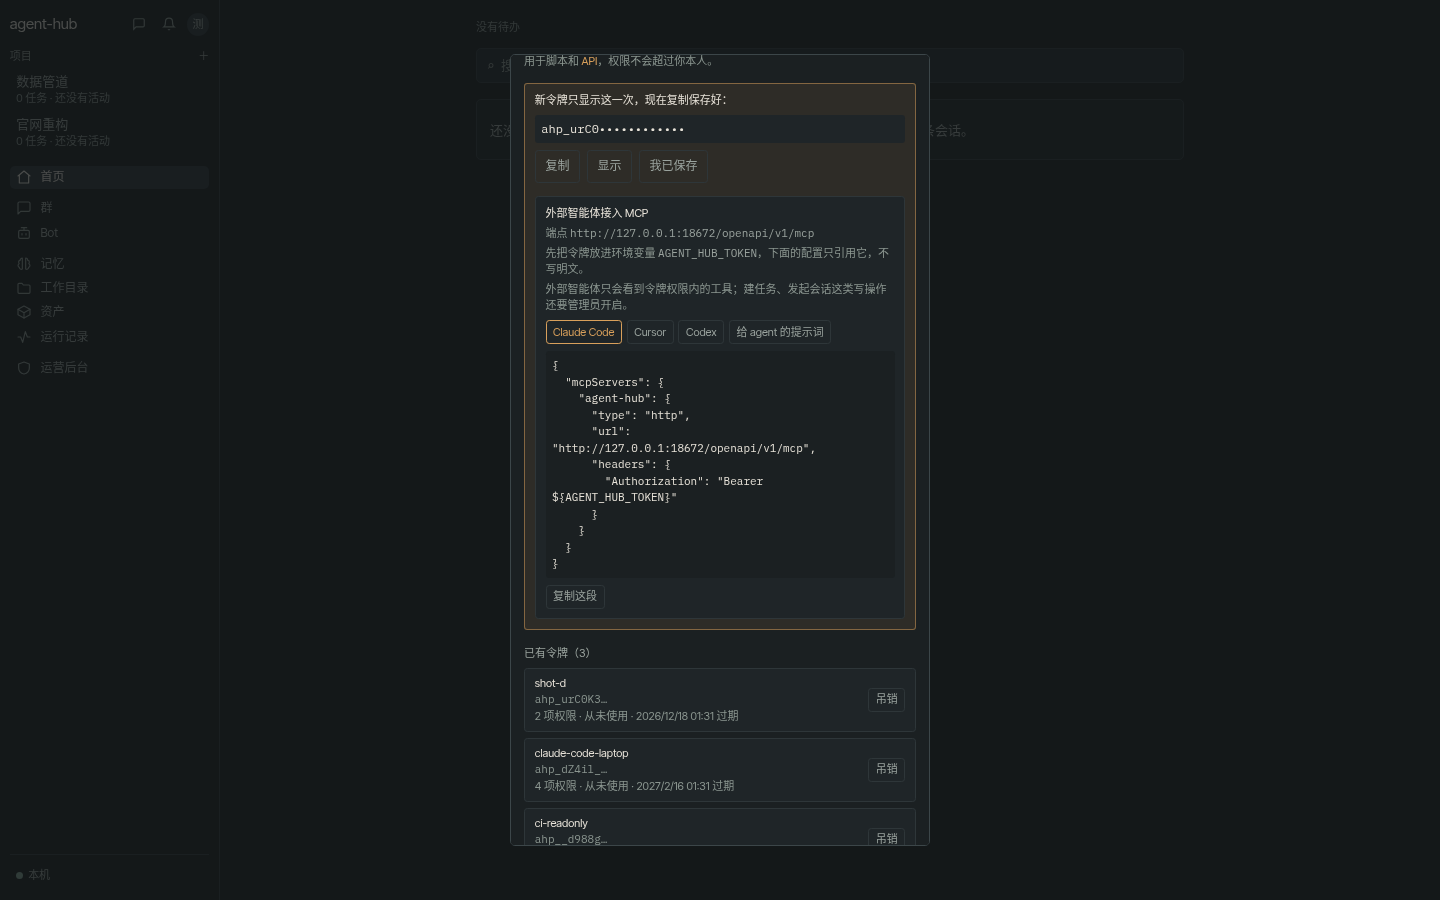 agent-hub
测
项目
+
数据管道
0 任务 · 还没有活动
官网重构
0 任务 · 还没有活动
首页
群
Bot
记忆
工作目录
资产
运行记录
运营后台
本机
没有待办
搜
还没
会话。
用于脚本和 API，权限不会超过你本人。
新令牌只显示这一次，现在复制保存好：
ahp_urC0••••••••••••
复制
显示
我已保存
外部智能体接入 MCP
端点 http://127.0.0.1:18672/openapi/v1/mcp
先把令牌放进环境变量 AGENT_HUB_TOKEN，下面的配置只引用它，不
写明文。
外部智能体只会看到令牌权限内的工具；建任务、发起会话这类写操作
还要管理员开启。
Claude Code
Cursor
Codex
给 agent 的提示词
{
"mcpServers": {
"agent-hub": {
"type": "http",
"url":
"http://127.0.0.1:18672/openapi/v1/mcp",
"headers": {
"Authorization": "Bearer
${AGENT_HUB_TOKEN}"
}
}
}
}
复制这段
已有令牌（3）
shot-d
ahp_urC0K3…
2 项权限 · 从未使用 · 2026/12/18 01:31 过期
吊销
claude-code-laptop
ahp_dZ4il_…
4 项权限 · 从未使用 · 2027/2/16 01:31 过期
吊销
ci-readonly
ahp__d988g…
吊销